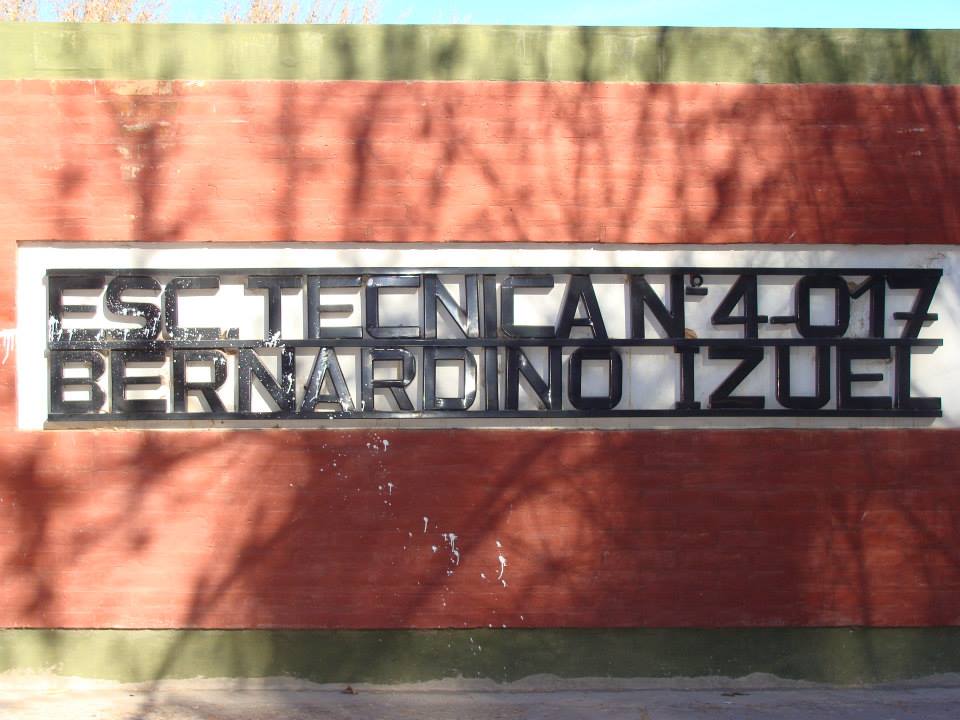 ESC. TECNICA Nº 4-017
BERNARDINO IZUEL